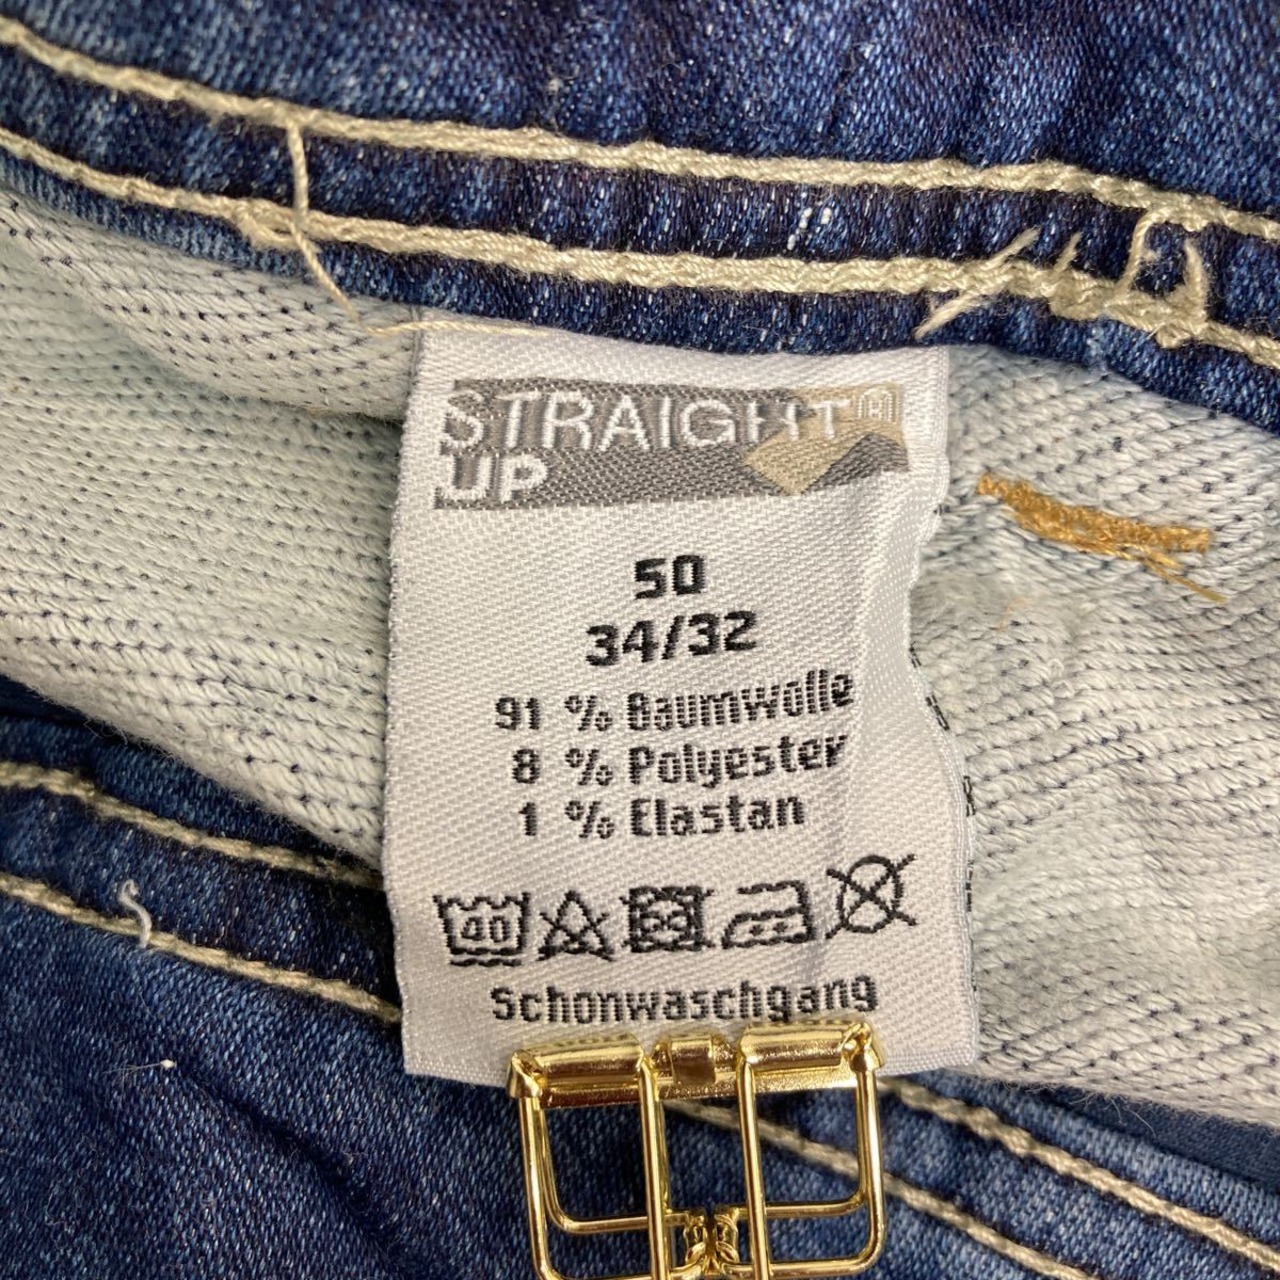 STRAIGHT®
UP
50
34/32
91 % Baumwolle
8 % Polyester
1 % Elastan
40
Schonwaschgang